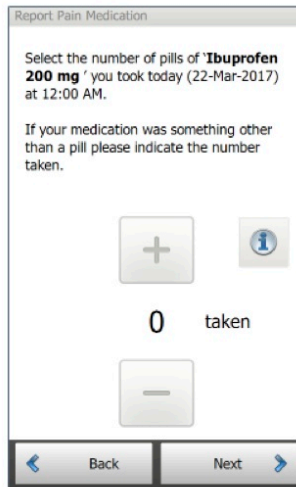 Report Pain Medication
Select the number of pills of ‘Ibuprofen
200 mg ’ you took today (22-Mar-2017)
at 12:00 AM.
If your medication was something other
than a pill please indicate the number
taken.
+
i
0 taken
−
Back Next